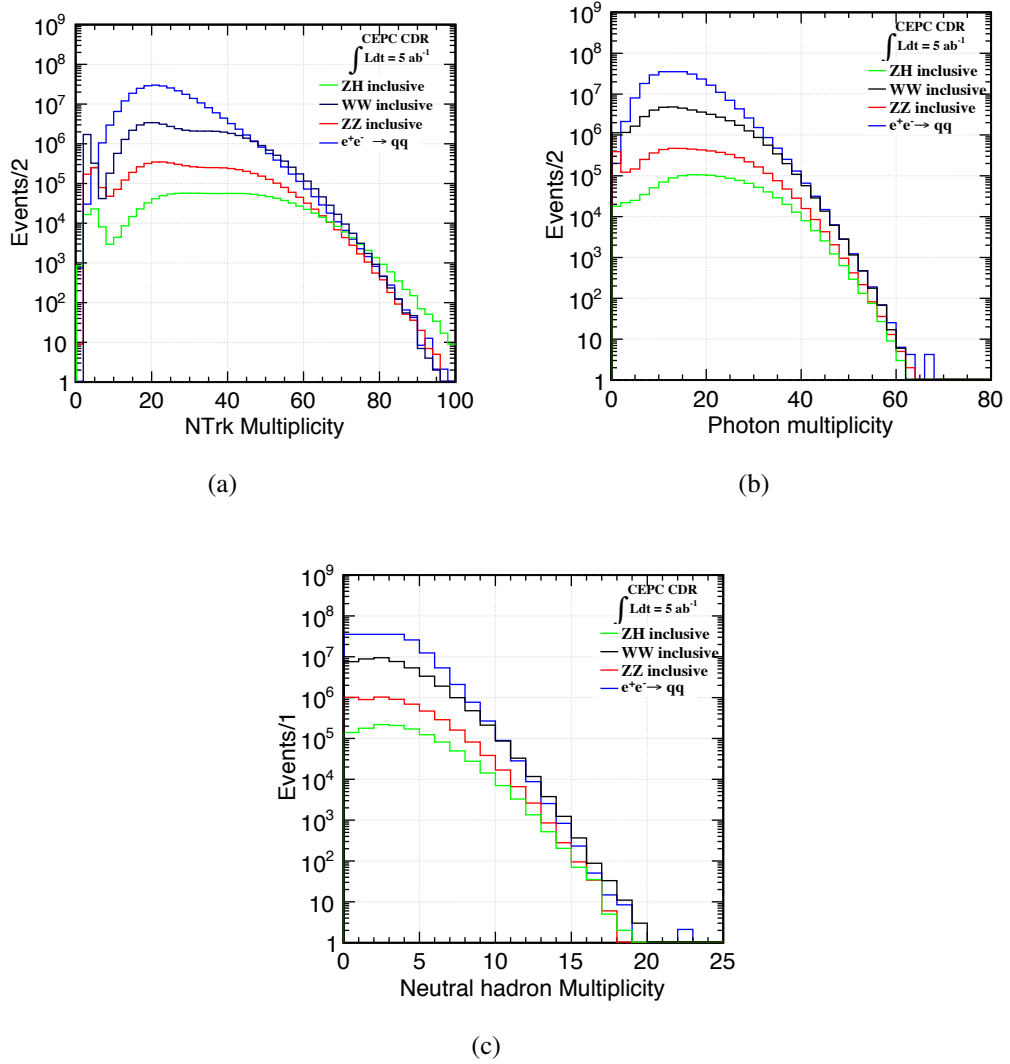 10⁹
10⁸
10⁷
10⁶
10⁵
10⁴
10³
10²
10
1
Events/2
CEPC CDR
∫ Ldt = 5 ab⁻¹
ZH inclusive
WW inclusive
ZZ inclusive
e⁺e⁻ → qq
0 20 40 60 80 100
NTrk Multiplicity
(a)
10⁹
10⁸
10⁷
10⁶
10⁵
10⁴
10³
10²
10
1
Events/2
CEPC CDR
∫ Ldt = 5 ab⁻¹
ZH inclusive
WW inclusive
ZZ inclusive
e⁺e⁻→ qq
0 20 40 60 80
Photon multiplicity
(b)
10⁹
10⁸
10⁷
10⁶
10⁵
10⁴
10³
10²
10
1
Events/1
CEPC CDR
∫ Ldt = 5 ab⁻¹
ZH inclusive
WW inclusive
ZZ inclusive
e⁺e⁻→ qq
0 5 10 15 20 25
Neutral hadron Multiplicity
(c)